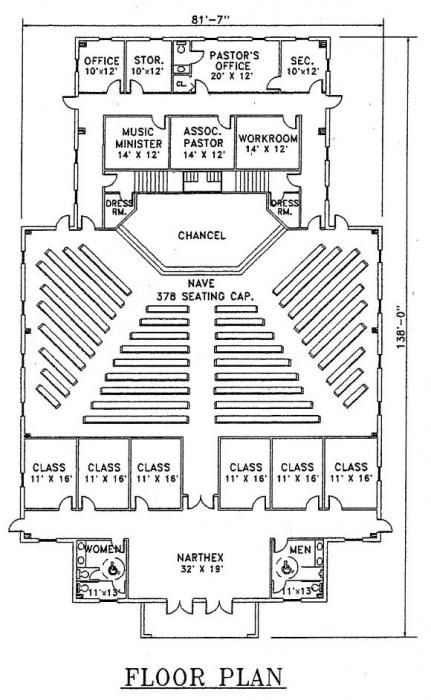 81'-7"
OFFICE
10'x12'
STOR.
10'x12'
CL.
PASTOR'S
OFFICE
20' X 12'
SEC.
10'x12'
MUSIC
MINISTER
14' X 12'
ASSOC.
PASTOR
14' X 12'
WORKROOM
14' X 12'
DRESS
RM.
DRESS
RM.
CHANCEL
NAVE
378 SEATING CAP.
138'-0"
CLASS
11' X 16'
CLASS
11' X 16'
CLASS
11' X 16'
CLASS
11' X 16'
CLASS
11' X 16'
CLASS
11' X 16'
WOMEN
11'x13'
NARTHEX
32' X 19'
MEN
11'x13'
FLOOR PLAN